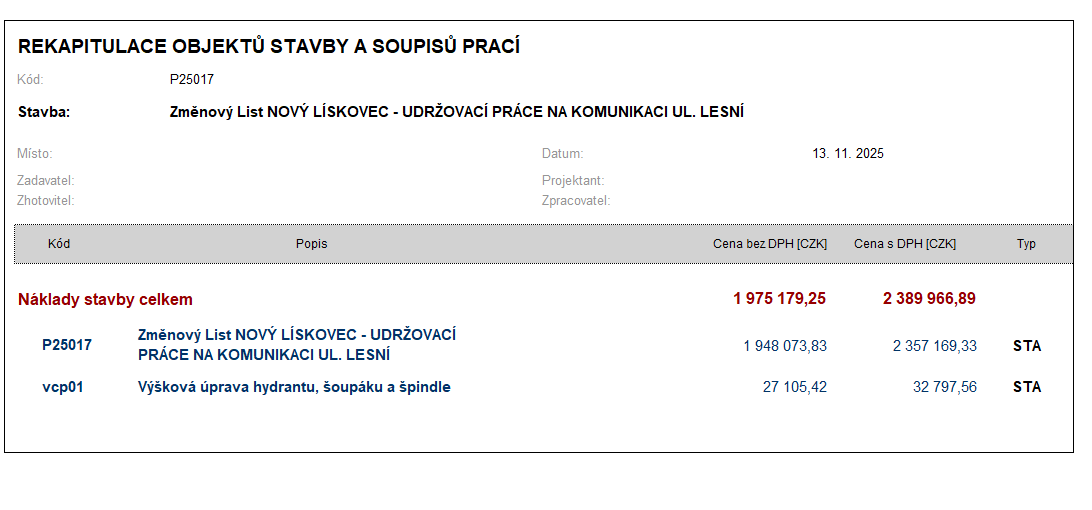 REKAPITULACE OBJEKTŮ STAVBY A SOUPISŮ PRACÍ
Kód: P25017
Stavba: Změnový List NOVÝ LÍSKOVEC - UDRŽOVACÍ PRÁCE NA KOMUNIKACI UL. LESNÍ
Místo: Datum: 13. 11. 2025
Zadavatel: Projektant:
Zhotovitel: Zpracovatel:
Kód Popis Cena bez DPH [CZK] Cena s DPH [CZK] Typ
Náklady stavby celkem 1 975 179,25 2 389 966,89
P25017 Změnový List NOVÝ LÍSKOVEC - UDRŽOVACÍ
PRÁCE NA KOMUNIKACI UL. LESNÍ 1 948 073,83 2 357 169,33 STA
vcp01 Výšková úprava hydrantu, šoupáku a špindle 27 105,42 32 797,56 STA